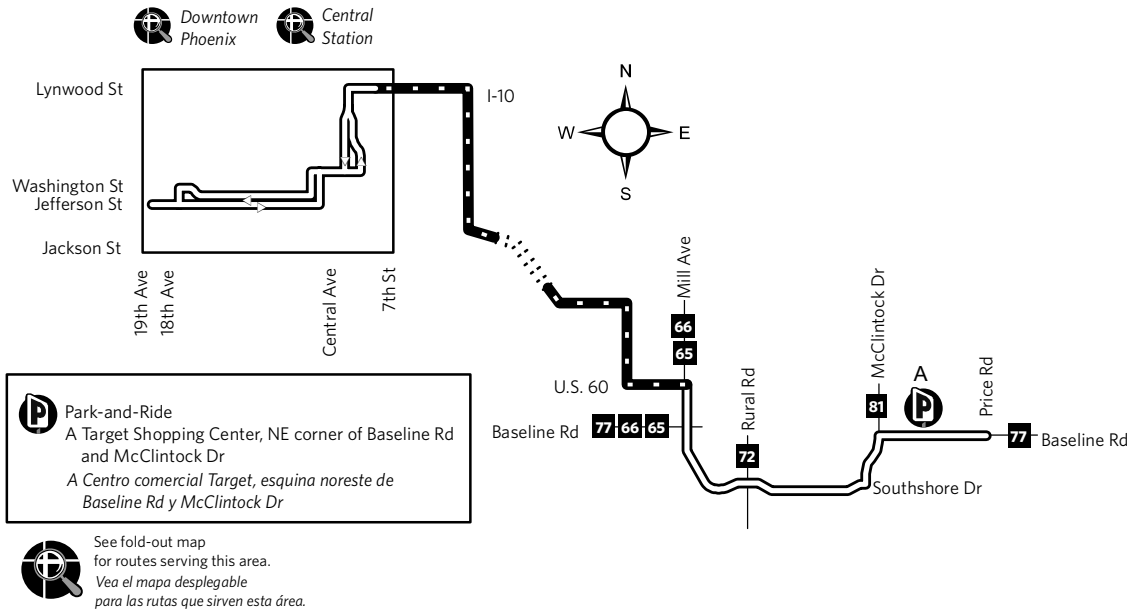 Downtown
Phoenix
Central
Station
Lynwood St
I-10
N
W
E
S
Washington St
Jefferson St
Jackson St
19th Ave
18th Ave
Central Ave
7th St
Mill Ave
66
65
U.S. 60
Baseline Rd
77 66 65
Rural Rd
72
McClintock Dr
81
A
Price Rd
77
Baseline Rd
Southshore Dr
P
P
Park-and-Ride
A Target Shopping Center, NE corner of Baseline Rd
and McClintock Dr
A Centro comercial Target, esquina noreste de
Baseline Rd y McClintock Dr
See fold-out map
for routes serving this area.
Vea el mapa desplegable
para las rutas que sirven esta área.